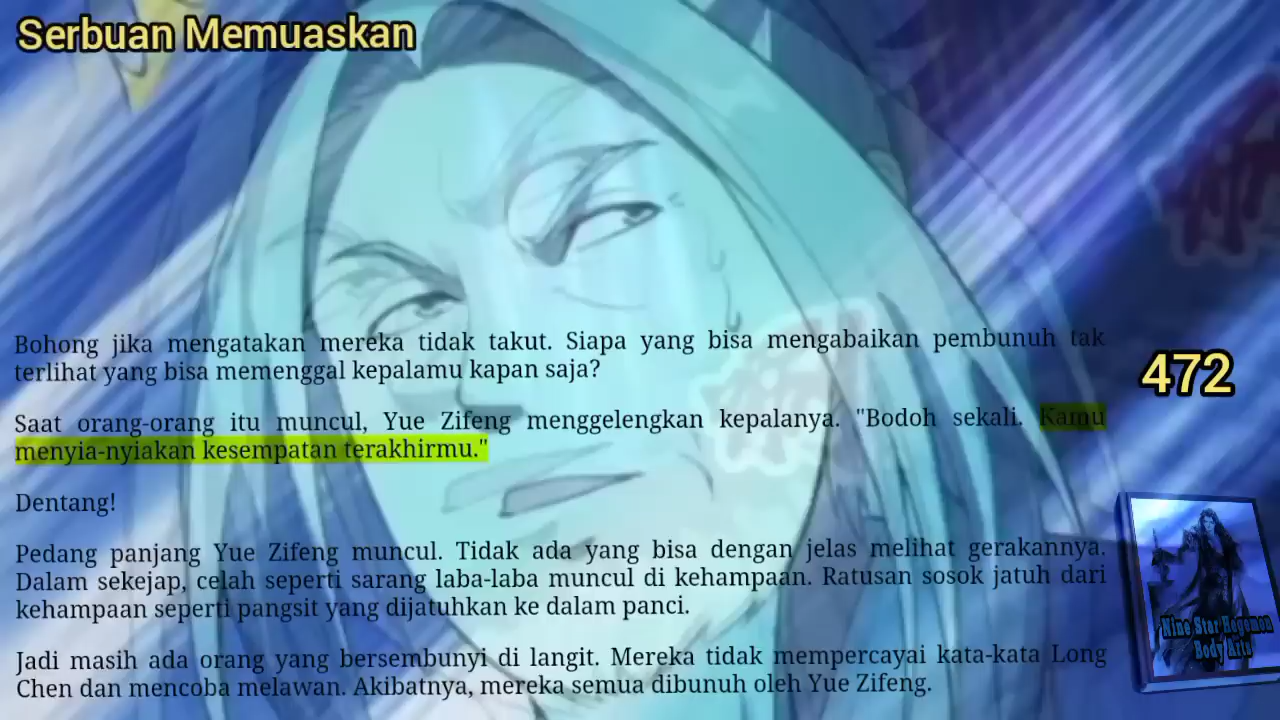 Serbuan Memuaskan
Bohong jika mengatakan mereka tidak takut. Siapa yang bisa mengabaikan pembunuh tak
terlihat yang bisa memenggal kepalamu kapan saja?
Saat orang-orang itu muncul, Yue Zifeng menggelengkan kepalanya. "Bodoh sekali. Kamu
menyia-nyiakan kesempatan terakhirmu."
Dentang!
Pedang panjang Yue Zifeng muncul. Tidak ada yang bisa dengan jelas melihat gerakannya.
Dalam sekejap, celah seperti sarang laba-laba muncul di kehampaan. Ratusan sosok jatuh dari
kehampaan seperti pangsit yang dijatuhkan ke dalam panci.
Jadi masih ada orang yang bersembunyi di langit. Mereka tidak mempercayai kata-kata Long
Chen dan mencoba melawan. Akibatnya, mereka semua dibunuh oleh Yue Zifeng.
472
Nine Star Hegemon
Body Arts